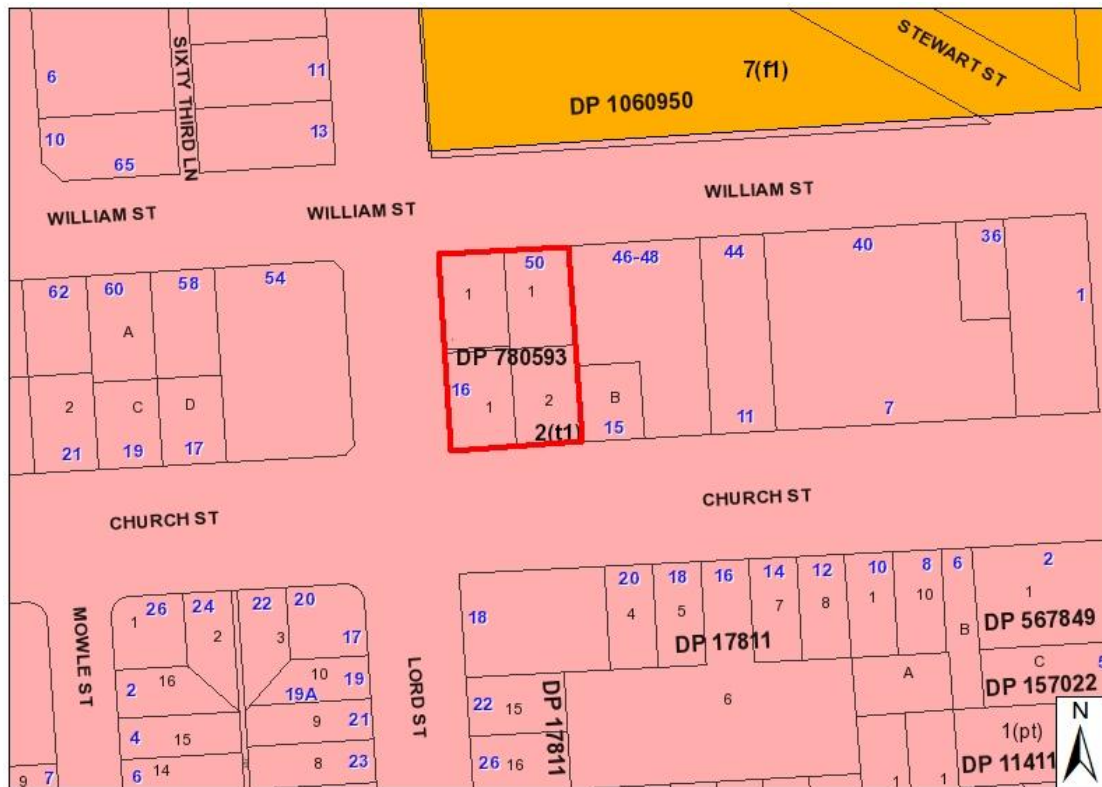 6
SIXTY THIRD LN
11
7(f1)
STEWART ST
DP 1060950
10
13
65
WILLIAM ST
WILLIAM ST
WILLIAM ST
62
60
58
54
50
46-48
44
40
36
1
1
1
A
DP 780593
16
1
2
2(t1)
B
15
11
7
2
C
D
21
19
17
CHURCH ST
CHURCH ST
MOWLE ST
1
26
24
2
22
3
20
17
2
16
10
19
19A
9
21
4
15
6
14
8
23
9
7
LORD ST
18
20
4
18
5
16
14
7
12
8
10
1
8
10
6
B
2
1
DP 567849
DP 17811
22
15
DP 17811
6
A
C
5
DP 157022
26
16
1(pt)
DP 11411
1
1
N